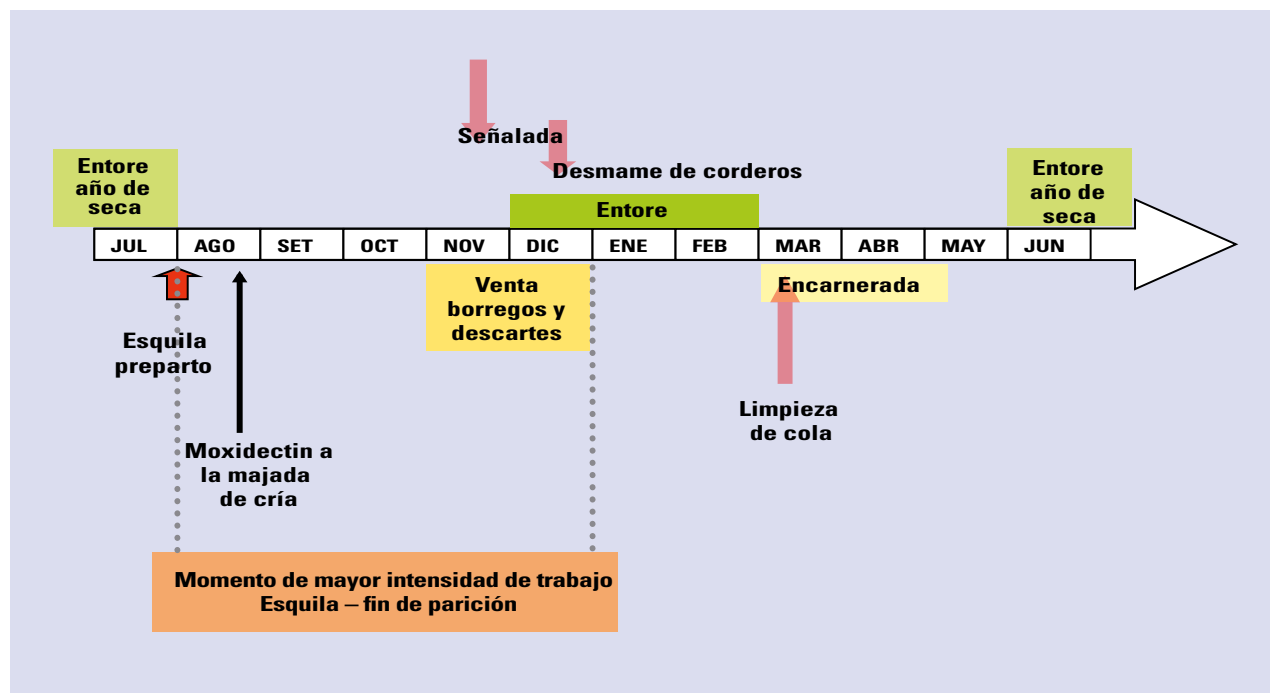 Señalada
Desmame de corderos
Entore
año de
seca
Entore
Entore
año de
seca
JUL AGO SET OCT NOV DIC ENE FEB MAR ABR MAY JUN
Venta
borregos y
descartes
Encarnerada
Esquila
preparto
Limpieza
de cola
Moxidectin a
la majada
de cría
Momento de mayor intensidad de trabajo
Esquila – fin de parición